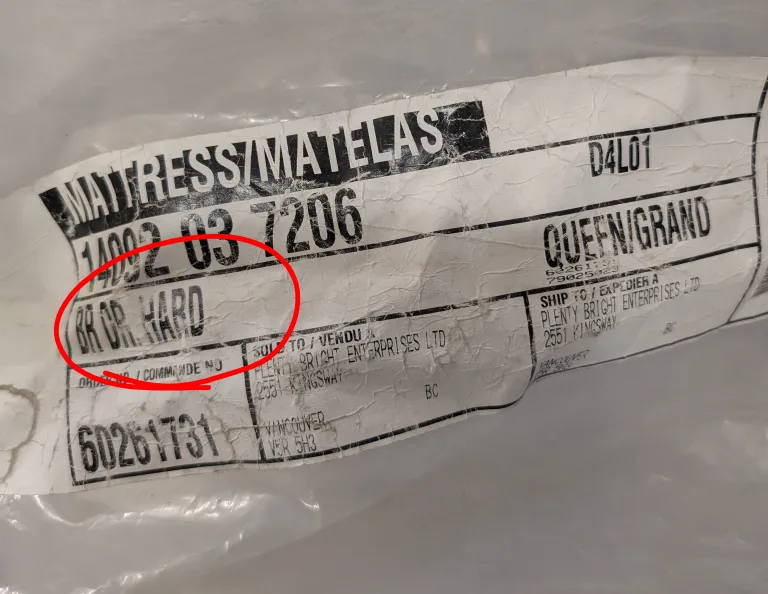 MATTRESS/MATELAS
D4L01
14092 03 7206
QUEEN/GRAND
BR CR. HARD
SHIP TO / EXPEDIER A
PLENTY BRIGHT ENTERPRISES LTD
2551 KINGSWAY
BC
VANCOUVER
SOLD TO / VENDU A
PLENTY BRIGHT ENTERPRISES LTD
2551 KINGSWAY
BC
VANCOUVER
V5R 5H3
ORDER NO. / COMMANDE NO
60261731